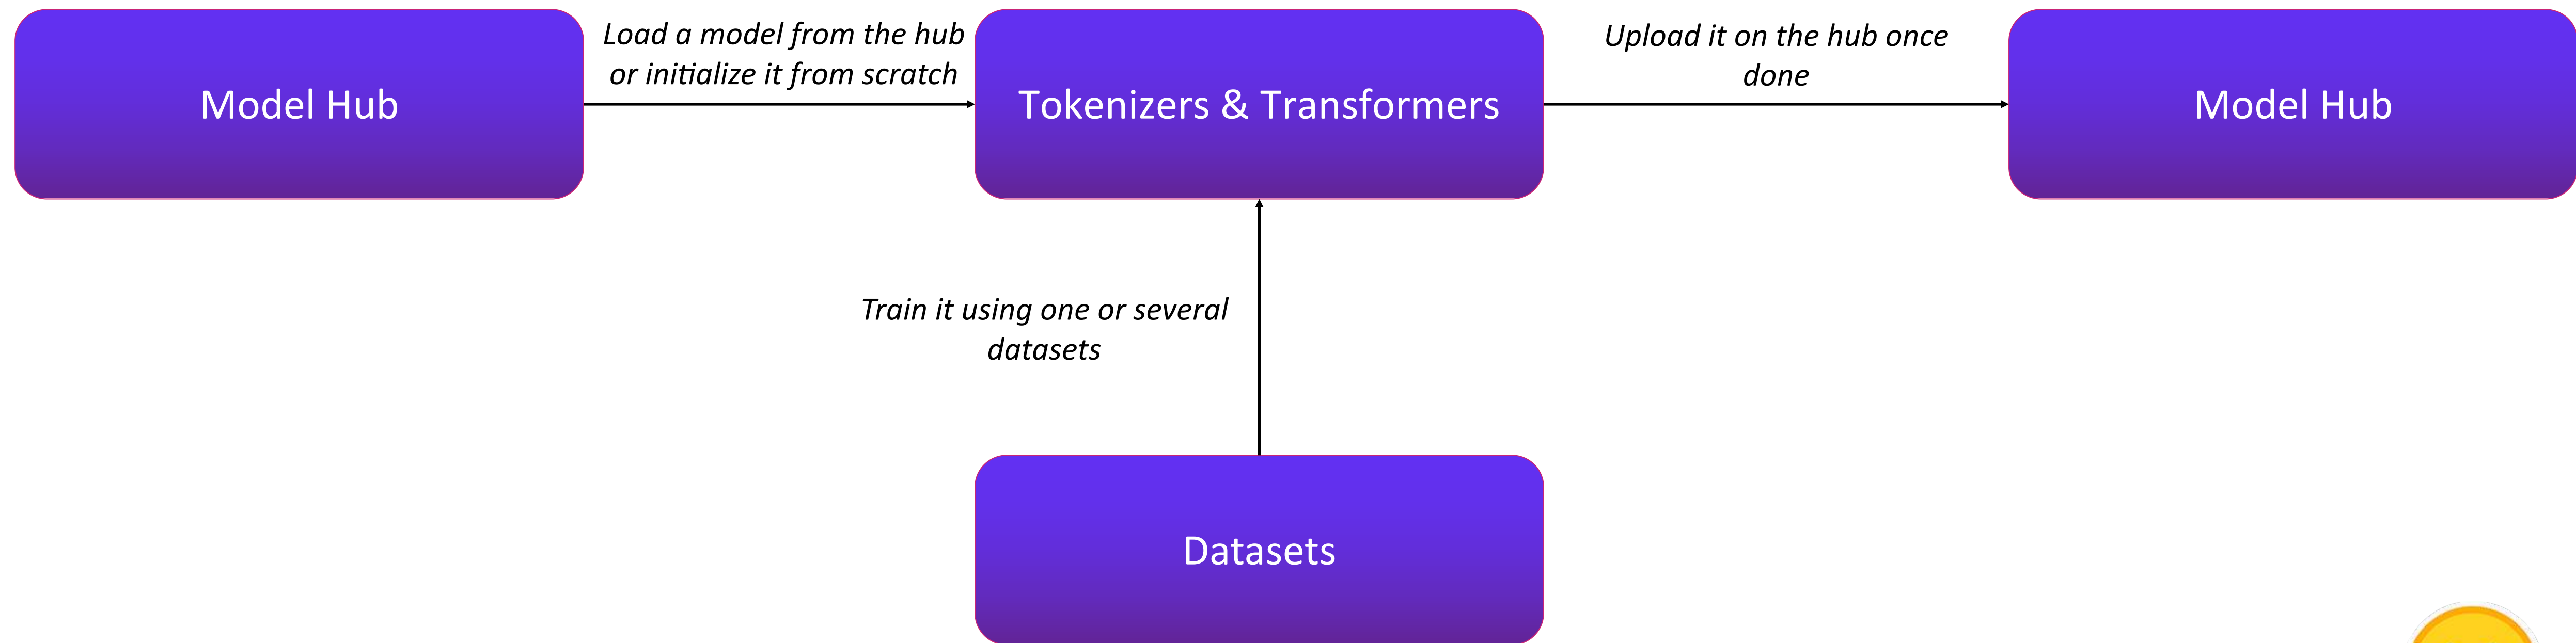 Model Hub
Load a model from the hub
or initialize it from scratch
Tokenizers & Transformers
Upload it on the hub once
done
Model Hub
Train it using one or several
datasets
Datasets